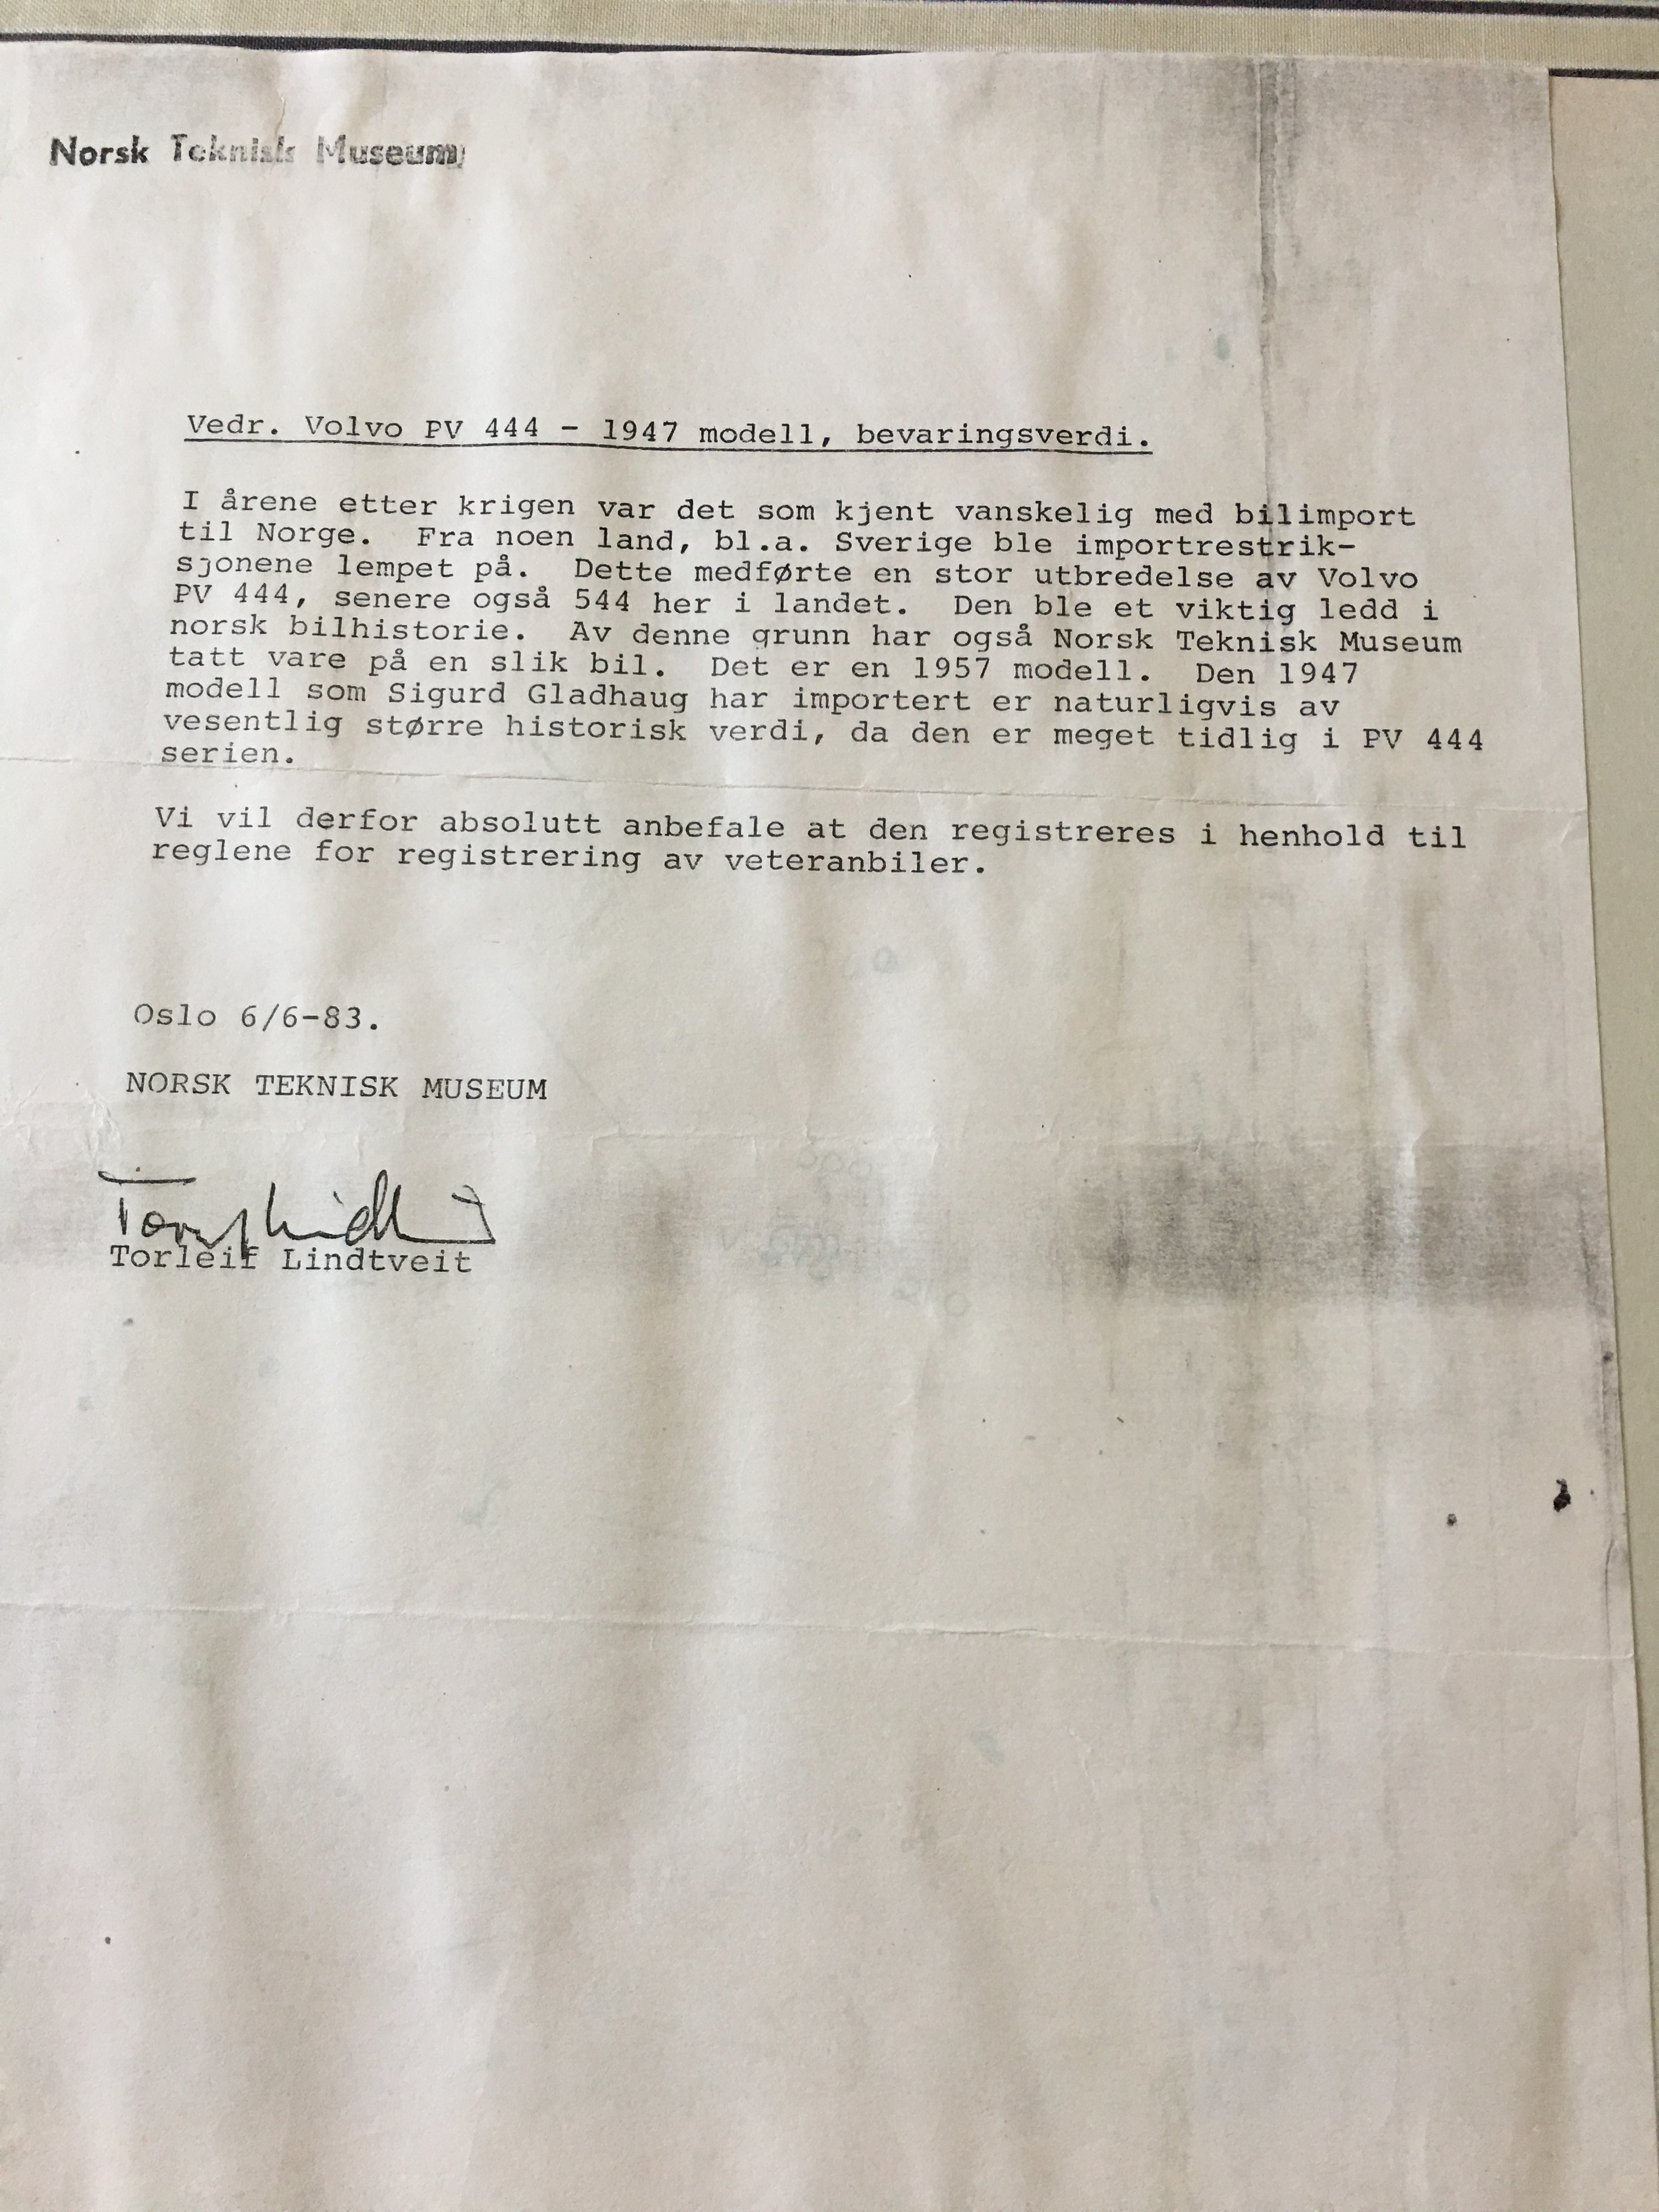 Norsk Teknisk Museum
Vedr. Volvo PV 444 - 1947 modell, bevaringsverdi.
I årene etter krigen var det som kjent vanskelig med bilimport
til Norge. Fra noen land, bl.a. Sverige ble importrestrik-
sjonene lempet på. Dette medførte en stor utbredelse av Volvo
PV 444, senere også 544 her i landet. Den ble et viktig ledd i
norsk bilhistorie. Av denne grunn har også Norsk Teknisk Museum
tatt vare på en slik bil. Det er en 1957 modell. Den 1947
modell som Sigurd Gladhaug har importert er naturligvis av
vesentlig større historisk verdi, da den er meget tidlig i PV 444
serien.
Vi vil derfor absolutt anbefale at den registreres i henhold til
reglene for registrering av veteranbiler.
Oslo 6/6-83.
NORSK TEKNISK MUSEUM
Torleif Lindtveit